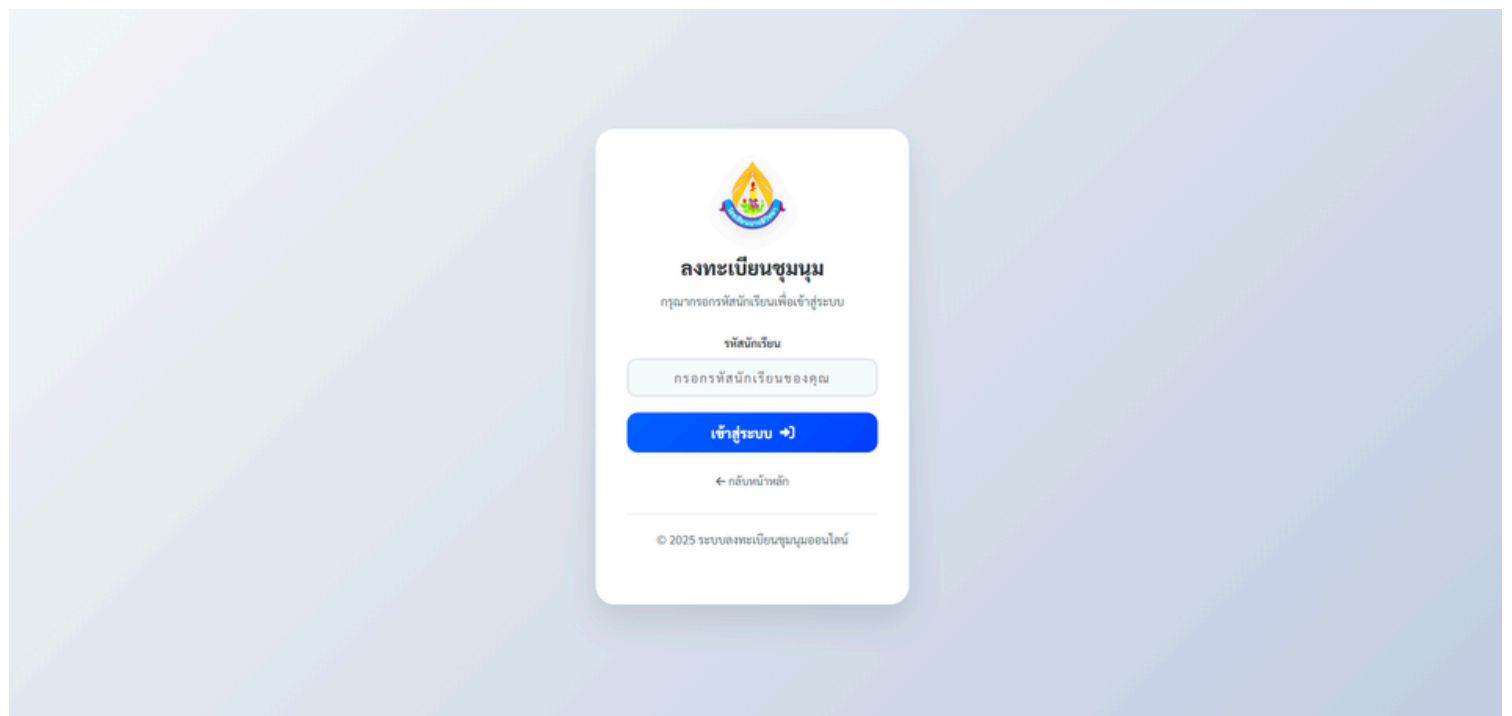 ลงทะเบียนชุมนุม
กรุณากรอกรหัสนักเรียนเพื่อเข้าสู่ระบบ
รหัสนักเรียน
กรอกรหัสนักเรียนของคุณ
เข้าสู่ระบบ
← กลับหน้าหลัก
© 2025 ระบบลงทะเบียนชุมนุมออนไลน์